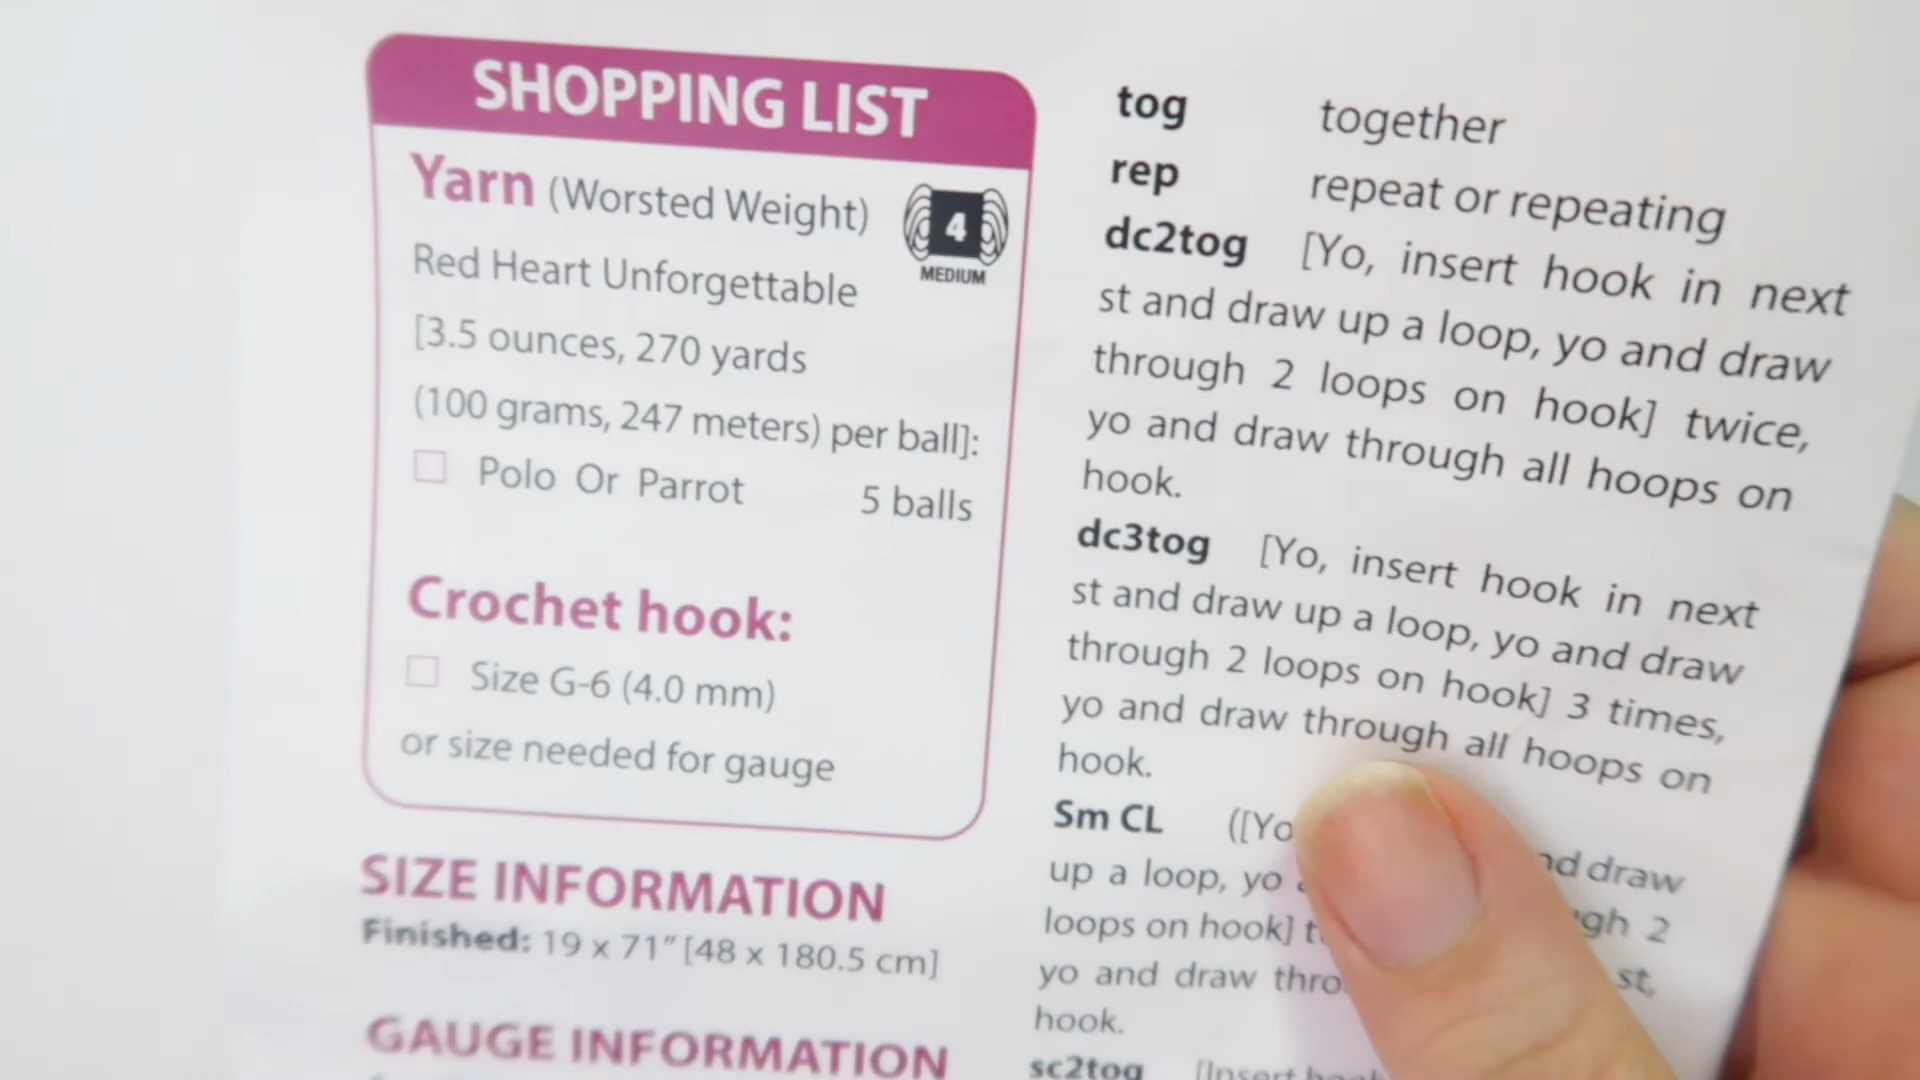 SHOPPING LIST
Yarn (Worsted Weight)
4
MEDIUM
Red Heart Unforgettable
[3.5 ounces, 270 yards
(100 grams, 247 meters) per ball]:
Polo Or Parrot 5 balls
Crochet hook:
Size G-6 (4.0 mm)
or size needed for gauge
SIZE INFORMATION
Finished: 19 x 71” [48 x 180.5 cm]
GAUGE INFORMATION
tog together
rep repeat or repeating
dc2tog [Yo, insert hook in next
st and draw up a loop, yo and draw
through 2 loops on hook] twice,
yo and draw through all hoops on
hook.
dc3tog [Yo, insert hook in next
st and draw up a loop, yo and draw
through 2 loops on hook] 3 times,
yo and draw through all hoops on
hook.
Sm CL ([Yo draw
up a loop, yo
loops on hook] 2
yo and draw st,
hook.
sc2tog [Insert